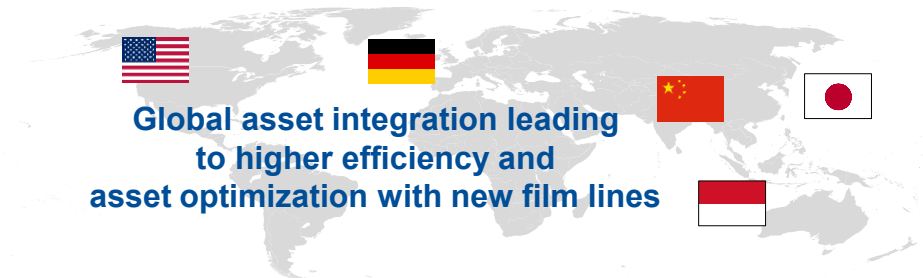 Global asset integration leading
to higher efficiency and
asset optimization with new film lines